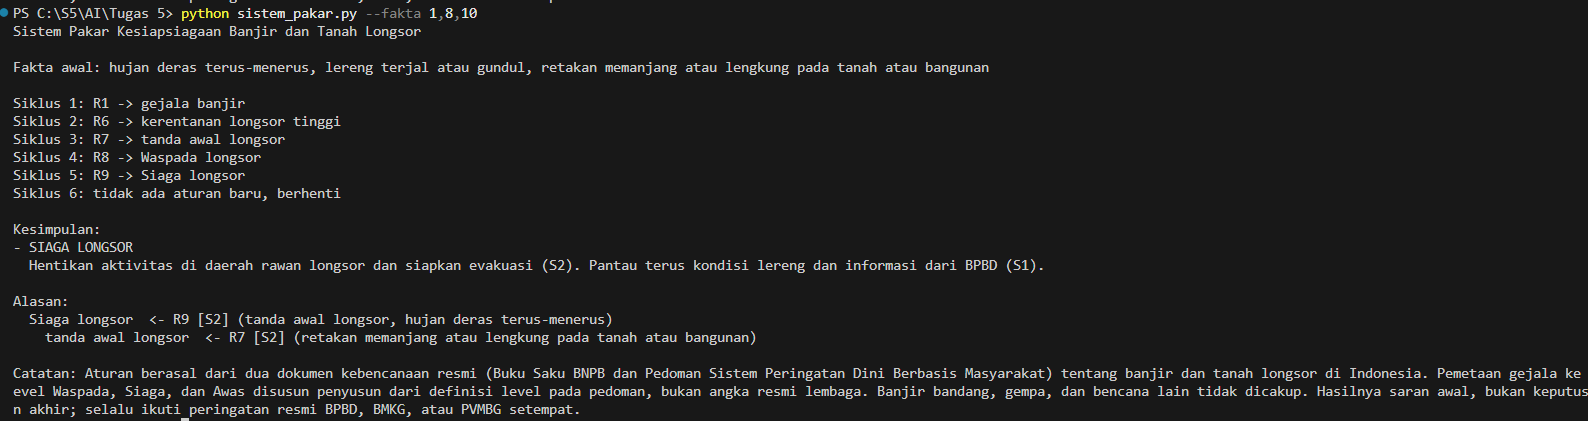 PS C:\S5\AI\Tugas 5> python sistem_pakar.py --fakta 1,8,10
Sistem Pakar Kesiapsiagaan Banjir dan Tanah Longsor
Fakta awal: hujan deras terus-menerus, lereng terjal atau gundul, retakan memanjang atau lengkung pada tanah atau bangunan
Siklus 1: R1 -> gejala banjir
Siklus 2: R6 -> kerentanan longsor tinggi
Siklus 3: R7 -> tanda awal longsor
Siklus 4: R8 -> Waspada longsor
Siklus 5: R9 -> Siaga longsor
Siklus 6: tidak ada aturan baru, berhenti
Kesimpulan:
- SIAGA LONGSOR
Hentikan aktivitas di daerah rawan longsor dan siapkan evakuasi (S2). Pantau terus kondisi lereng dan informasi dari BPBD (S1).
Alasan:
Siaga longsor <- R9 [S2] (tanda awal longsor, hujan deras terus-menerus)
tanda awal longsor <- R7 [S2] (retakan memanjang atau lengkung pada tanah atau bangunan)
Catatan: Aturan berasal dari dua dokumen kebencanaan resmi (Buku Saku BNPB dan Pedoman Sistem Peringatan Dini Berbasis Masyarakat) tentang banjir dan tanah longsor di Indonesia. Pemetaan gejala ke
evel Waspada, Siaga, dan Awas disusun penyusun dari definisi level pada pedoman, bukan angka resmi lembaga. Banjir bandang, gempa, dan bencana lain tidak dicakup. Hasilnya saran awal, bukan keputus
n akhir; selalu ikuti peringatan resmi BPBD, BMKG, atau PVMBG setempat.